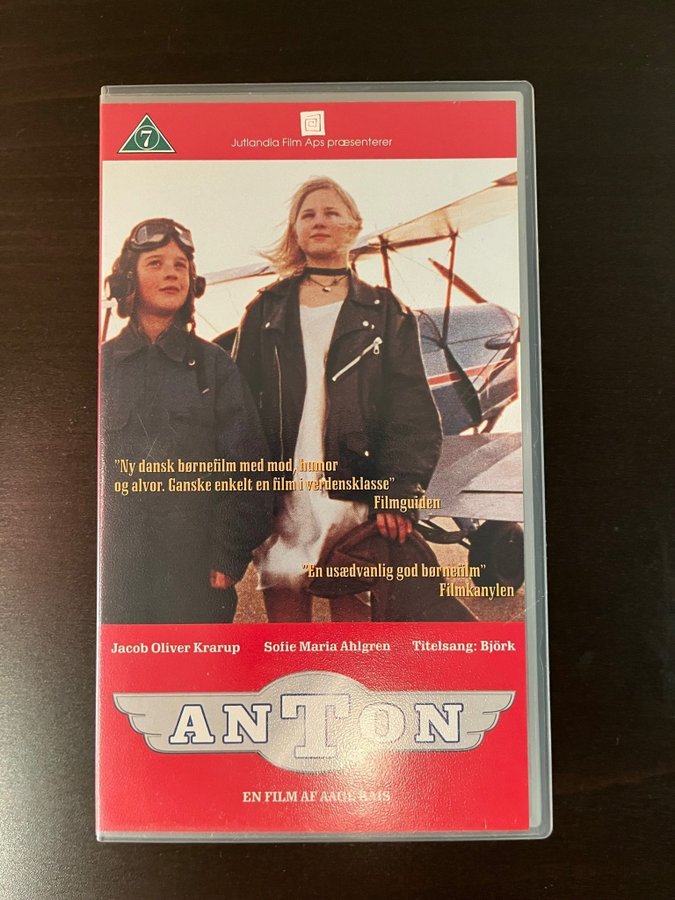 7
Jutlandia Film Aps præsenterer
"Ny dansk børnefilm med mod, humor
og alvor. Ganske enkelt en film i verdensklasse"
Filmguiden
"En usædvanlig god børnefilm"
Filmkanylen
Jacob Oliver Krarup Sofie Maria Ahlgren Titelsang: Björk
ANTON
EN FILM AF AAGE RAIS